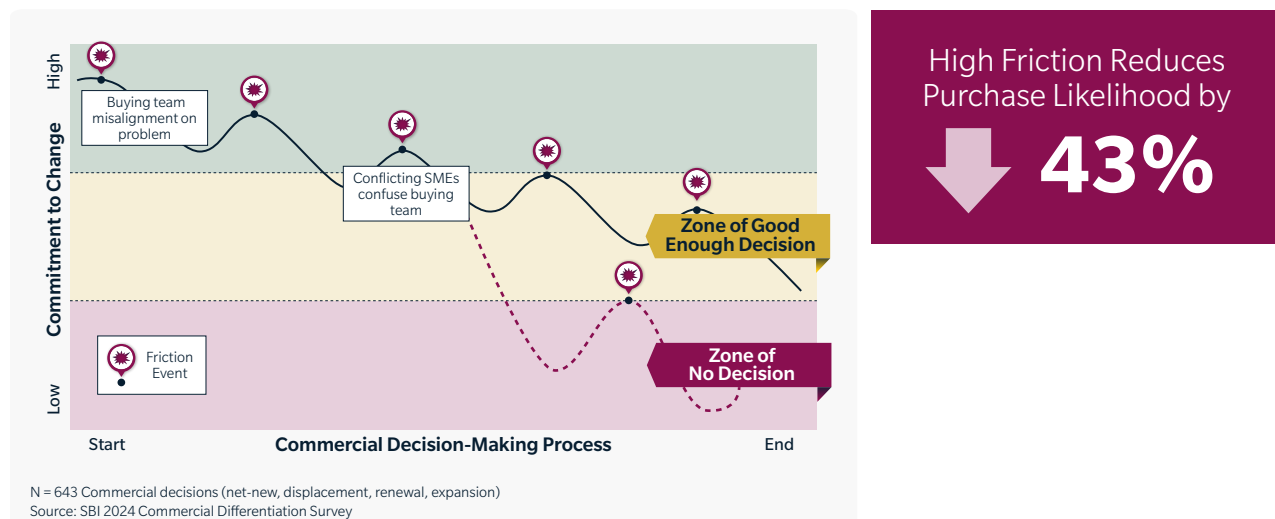 High
Commitment to Change
Low
Buying team
misalignment on
problem
Conflicting SMEs
confuse buying
team
Zone of Good
Enough Decision
Zone of
No Decision
Friction
Event
Start
Commercial Decision-Making Process
End
N = 643 Commercial decisions (net-new, displacement, renewal, expansion)
Source: SBI 2024 Commercial Differentiation Survey
High Friction Reduces
Purchase Likelihood by
43%